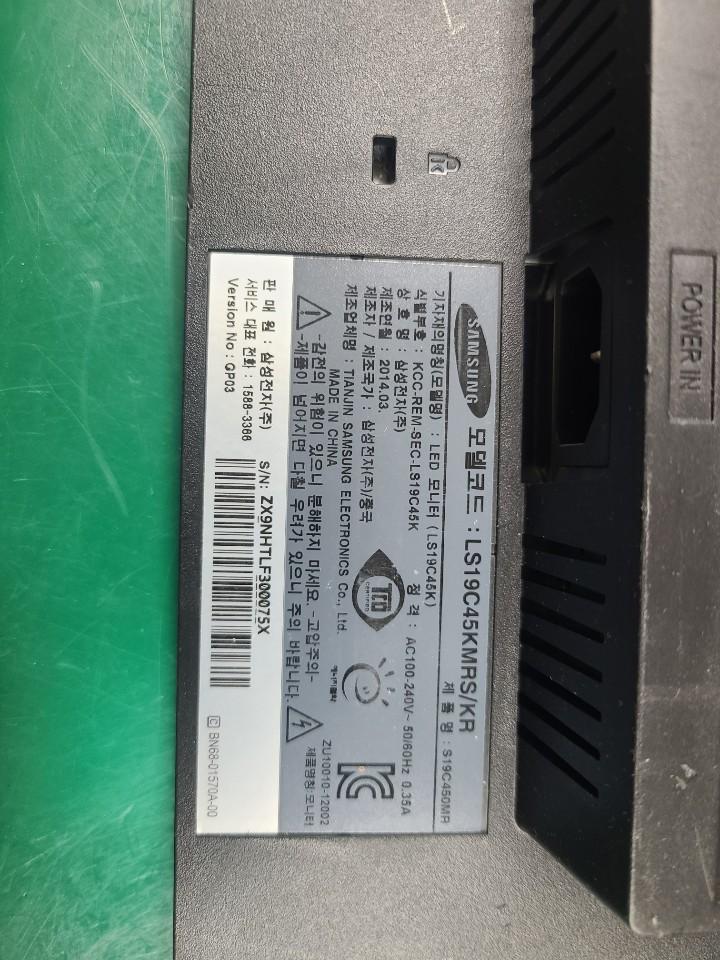 SAMSUNG
모델코드 : LS19C45KMRS/KR
제 품 명 : S19C450MR
기자재의명칭(모델명) : LED 모니터 (LS19C45K)
식별부호 : KCC-REM-SEC-LS19C45K
정 격 : AC100-240V~ 50/60Hz 0.35A
상 호 명 : 삼성전자(주)
제조연월 : 2014.03.
제조자 / 제조국가 : 삼성전자(주)/중국
제조업체명 : TIANJIN SAMSUNG ELECTRONICS Co., Ltd.
MADE IN CHINA
TCO
CERTIFIED
에너지절약
-감전의 위험이 있으니 분해하지 마세요. -고압주의-
-제품이 넘어지면 다칠 우려가 있으니 주의 바랍니다.
ZU10010-12002
제품명칭:모니터
판 매 원 : 삼성전자(주)
서비스 대표 전화 : 1588-3366
Version No : QP03
S/N: ZX9NHTLF300075X
BN68-01570A-00
POWER IN
K